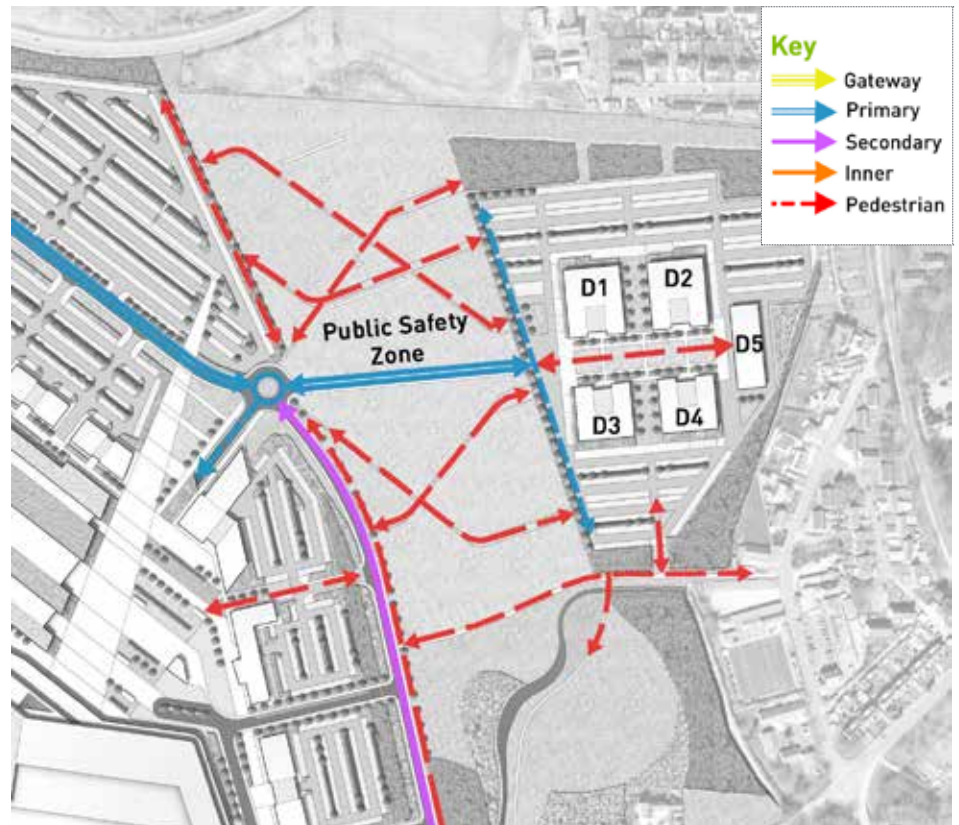 Key
Gateway
Primary
Secondary
Inner
Pedestrian
Public Safety
Zone
D1
D2
D5
D3
D4